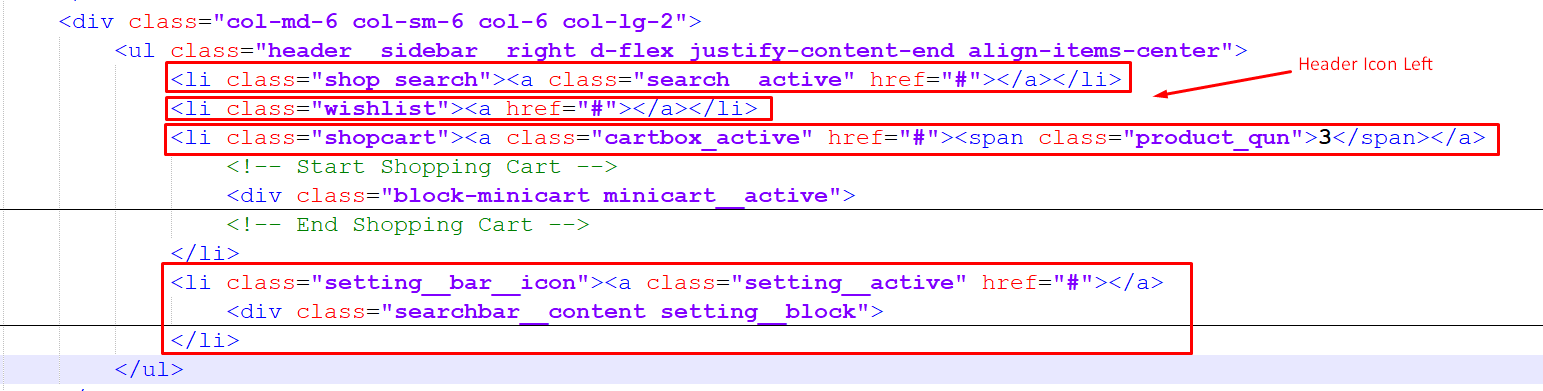 <div class="col-md-6 col-sm-6 col-6 col-lg-2">
<ul class="header__sidebar__right d-flex justify-content-end align-items-center">
<li class="shop_search"><a class="search__active" href="#"></a></li>
Header Icon Left
<li class="wishlist"><a href="#"></a></li>
<li class="shopcart"><a class="cartbox_active" href="#"><span class="product_qun">3</span></a>
<!-- Start Shopping Cart -->
<div class="block-minicart minicart__active">
<!-- End Shopping Cart -->
</li>
<li class="setting__bar__icon"><a class="setting__active" href="#"></a>
<div class="searchbar__content setting__block">
</li>
</ul>